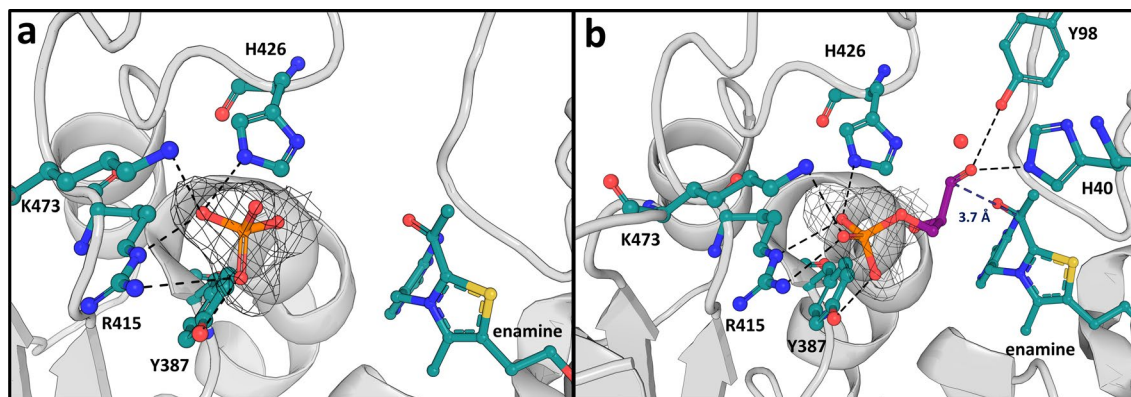 a
H426
K473
R415
Y387
enamine
b
Y98
H426
H40
K473
3.7 Å
R415
Y387
enamine